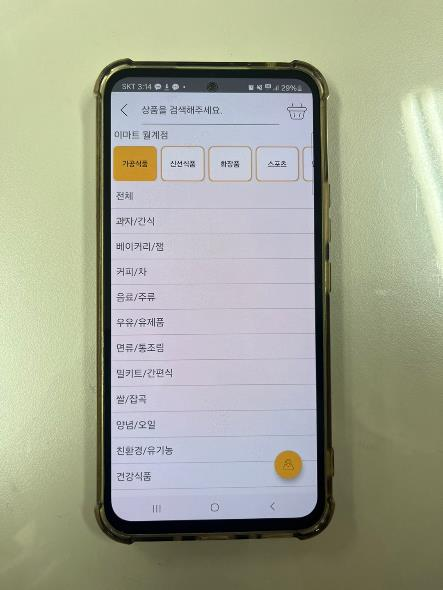 SKT 3:14 29%
상품을 검색해주세요.
이마트 월계점
가공식품 신선식품 화장품 스포츠
전체
과자/간식
베이커리/잼
커피/차
음료/주류
우유/유제품
면류/통조림
밀키트/간편식
쌀/잡곡
양념/오일
친환경/유기농
건강식품